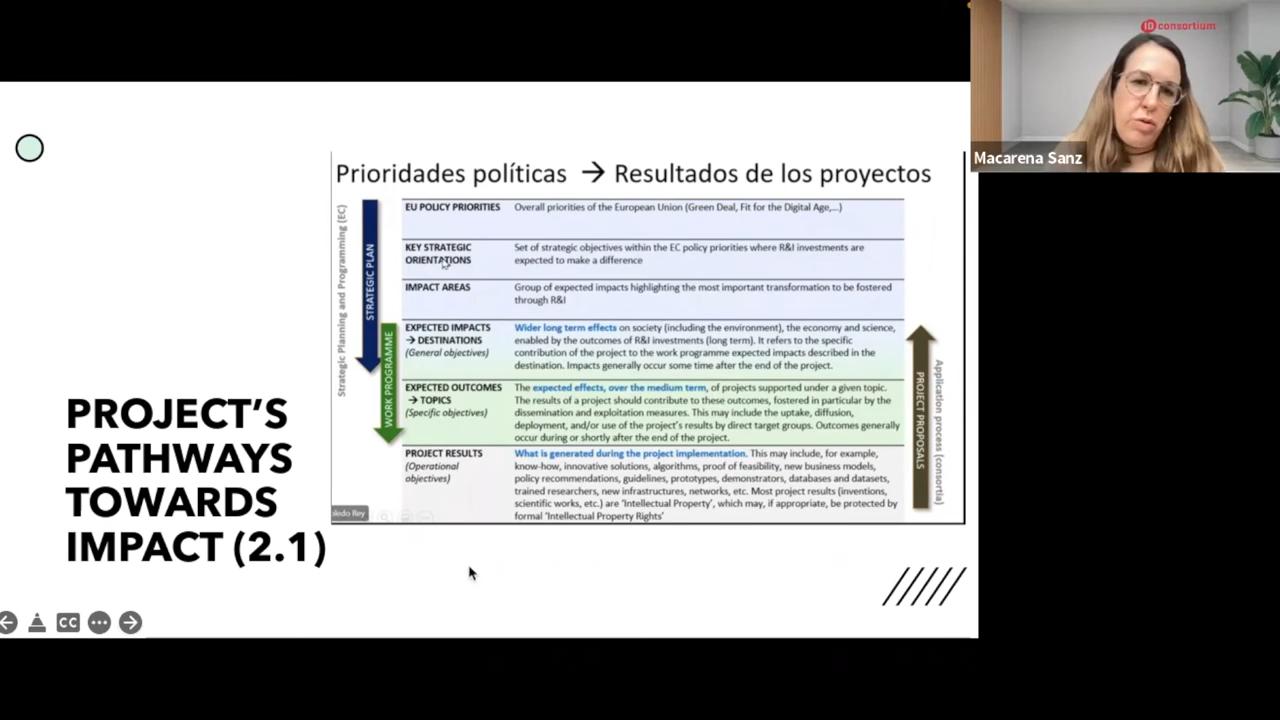 iD consortium
Macarena Sanz
Prioridades políticas → Resultados de los proyectos
Strategic Planning and Programming (EC)
STRATEGIC PLAN
WORK PROGRAMME
EU POLICY PRIORITIES
Overall priorities of the European Union (Green Deal, Fit for the Digital Age,...)
KEY STRATEGIC
ORIENTATIONS
Set of strategic objectives within the EC policy priorities where R&I investments are
expected to make a difference
IMPACT AREAS
Group of expected impacts highlighting the most important transformation to be fostered
through R&I
EXPECTED IMPACTS
→ DESTINATIONS
(General objectives)
Wider long term effects on society (including the environment), the economy and science,
enabled by the outcomes of R&I investments (long term). It refers to the specific
contribution of the project to the work programme expected impacts described in the
destination. Impacts generally occur some time after the end of the project.
EXPECTED OUTCOMES
→ TOPICS
(Specific objectives)
The expected effects, over the medium term, of projects supported under a given topic.
The results of a project should contribute to these outcomes, fostered in particular by the
dissemination and exploitation measures. This may include the uptake, diffusion,
deployment, and/or use of the project's results by direct target groups. Outcomes generally
occur during or shortly after the end of the project.
PROJECT RESULTS
(Operational
objectives)
What is generated during the project implementation. This may include, for example,
know-how, innovative solutions, algorithms, proof of feasibility, new business models,
policy recommendations, guidelines, prototypes, demonstrators, databases and datasets,
trained researchers, new infrastructures, networks, etc. Most project results (inventions,
scientific works, etc.) are 'Intellectual Property', which may, if appropriate, be protected by
formal 'Intellectual Property Rights'
PROJECT PROPOSALS
Application process (consortia)
Rey
PROJECT'S
PATHWAYS
TOWARDS
IMPACT (2.1)
CC